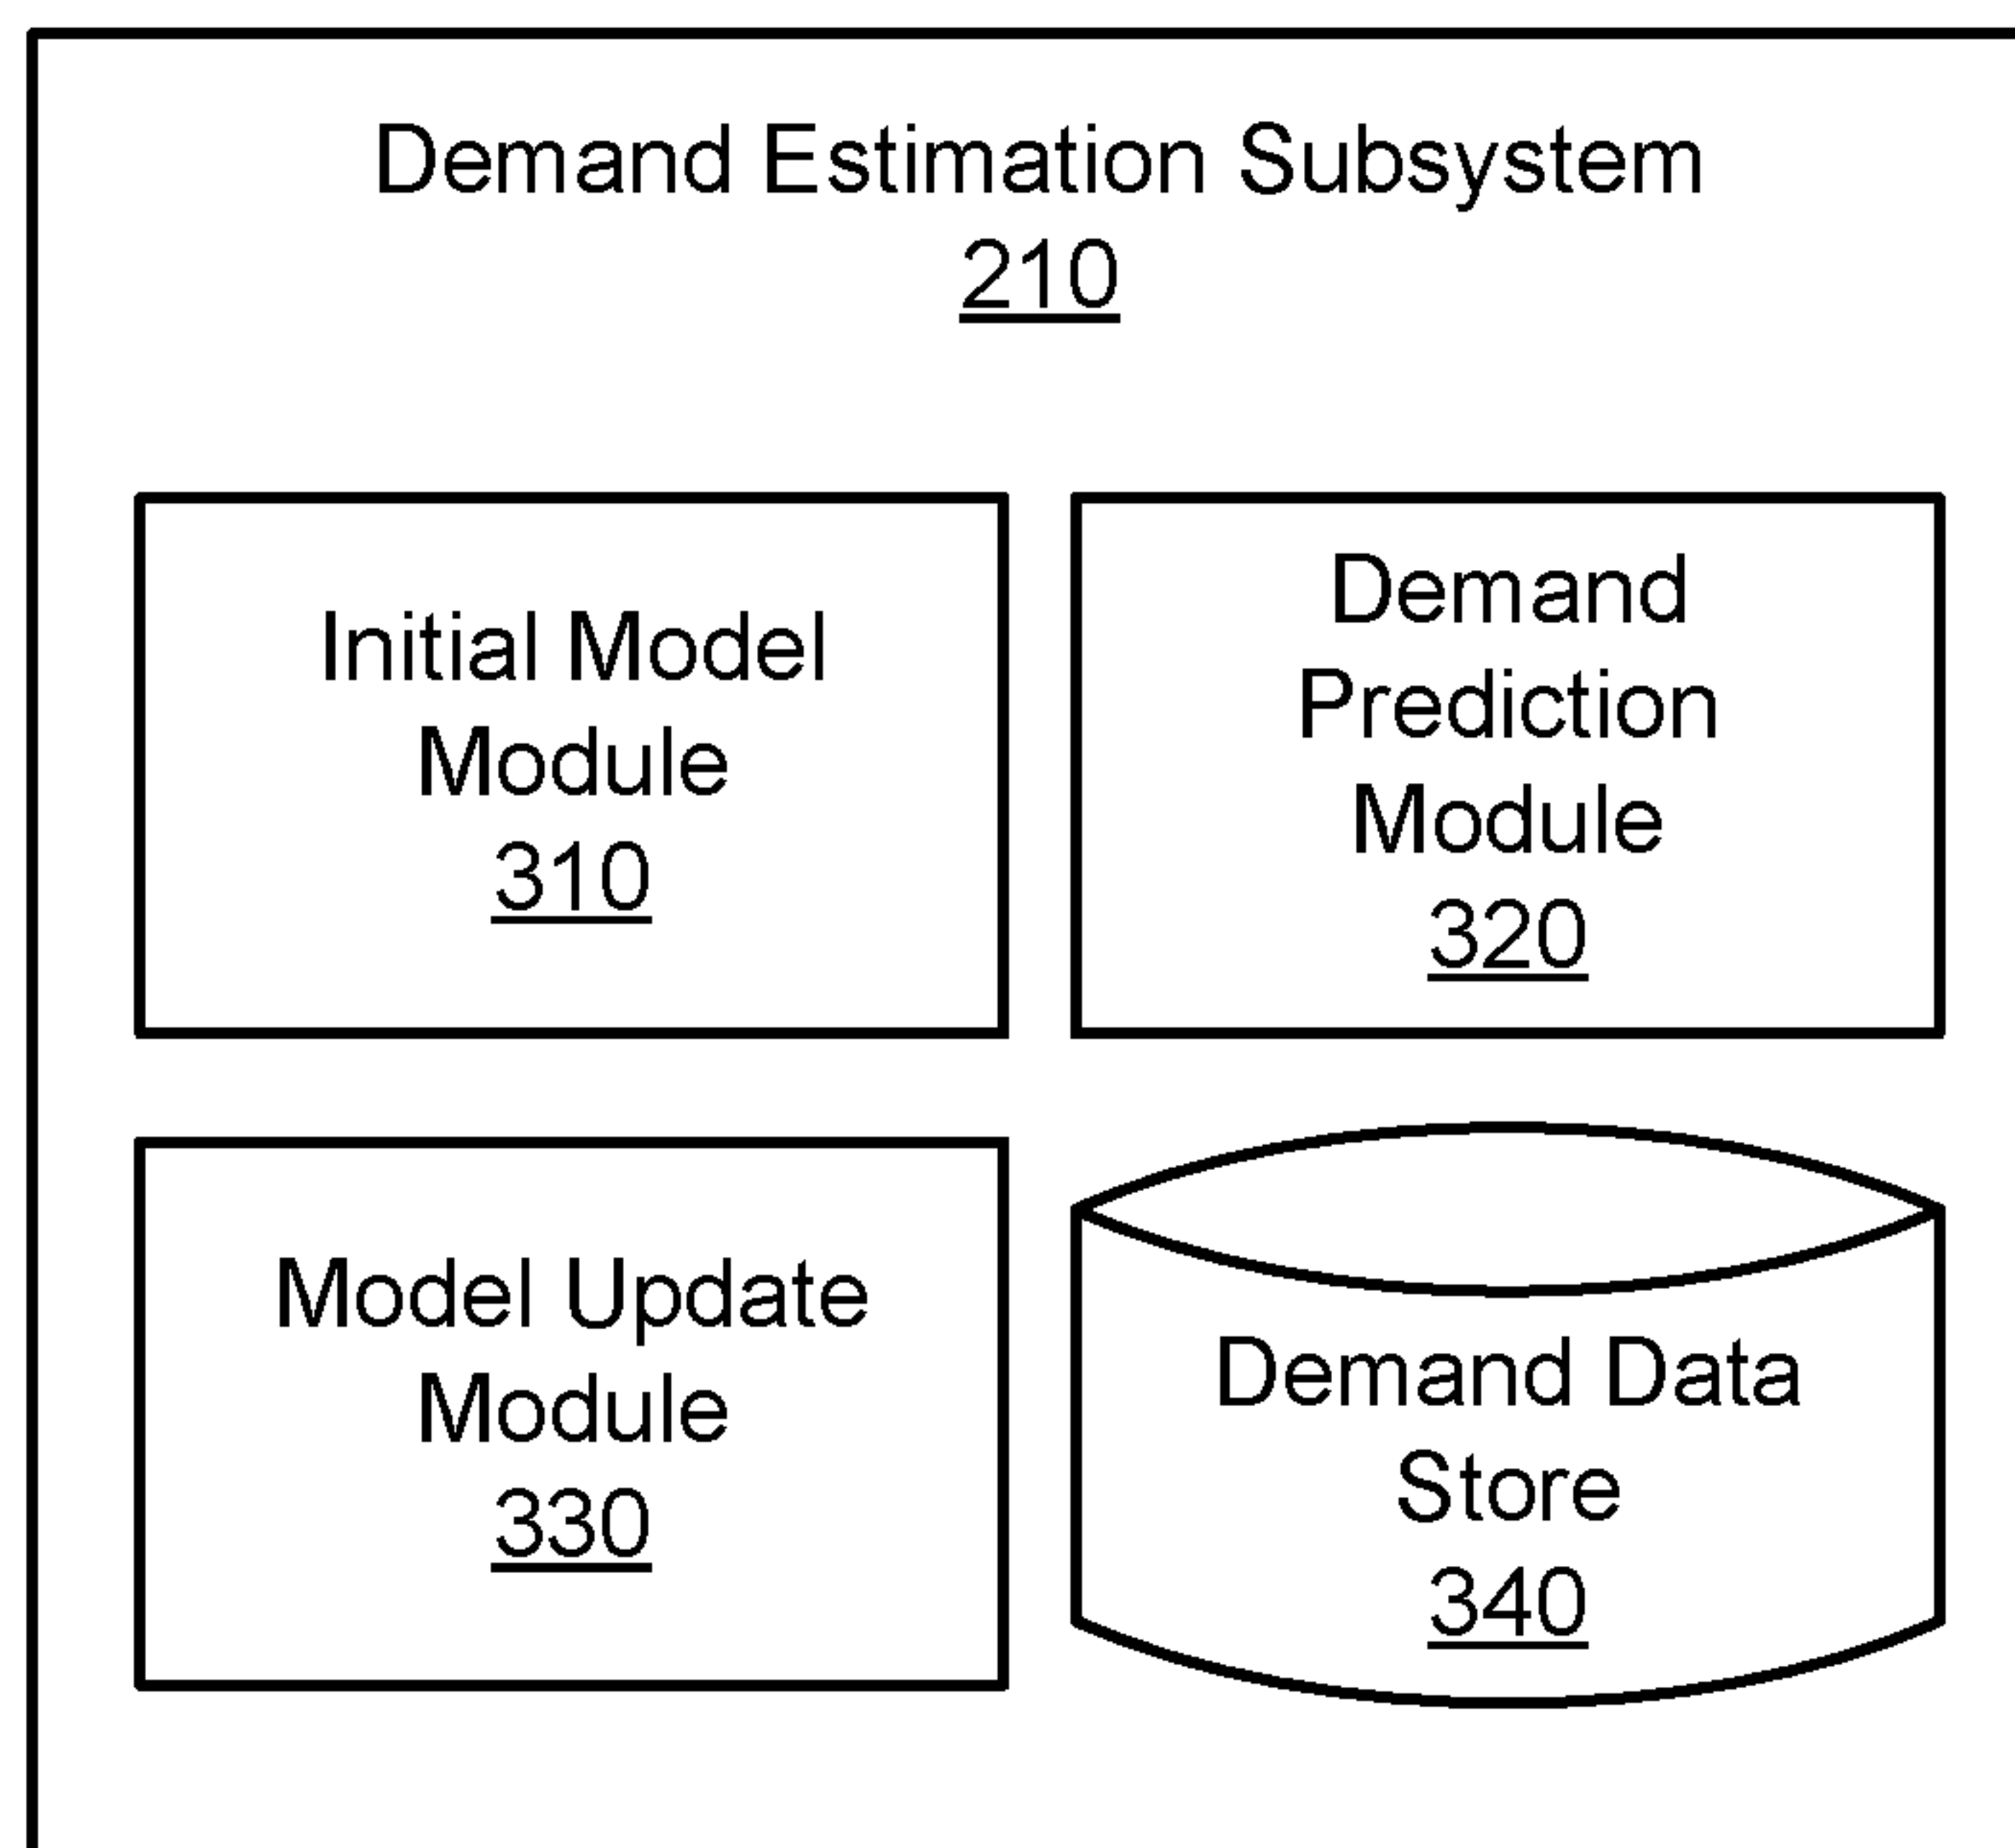 Demand Estimation Subsystem
210
Initial Model
Module
310
Demand
Prediction
Module
320
Model Update
Module
330
Demand Data
Store
340